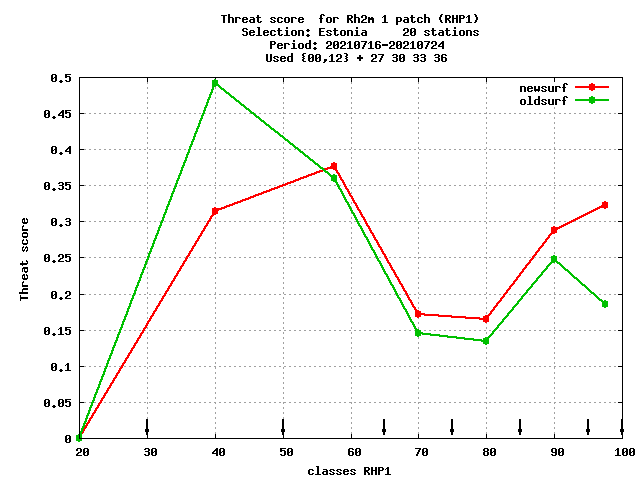 Threat score  for Rh2m 1 patch (RHP1)
Selection: Estonia     20 stations
Period: 20210716-20210724
Used {00,12} + 27 30 33 36
newsurf
oldsurf
0.5
0.45
0.4
0.35
0.3
0.25
0.2
0.15
0.1
0.05
0
Threat score
20 30 40 50 60 70 80 90 100
classes RHP1